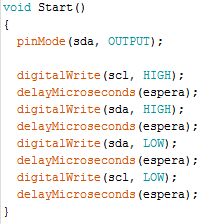 void Start()
{
pinMode(sda, OUTPUT);
digitalWrite(scl, HIGH);
delayMicroseconds(espera);
digitalWrite(sda, HIGH);
delayMicroseconds(espera);
digitalWrite(sda, LOW);
delayMicroseconds(espera);
digitalWrite(scl, LOW);
delayMicroseconds(espera);
}